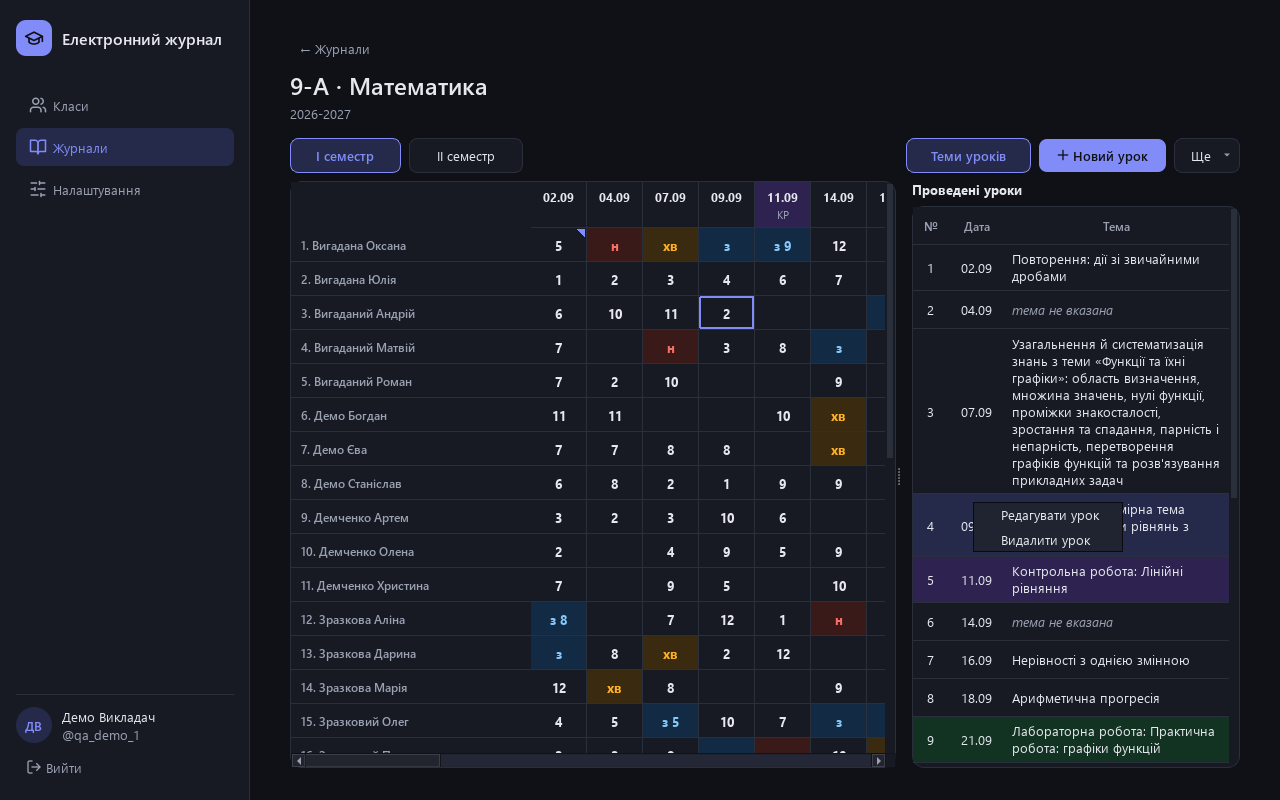 Електронний журнал
Класи
Журнали
Налаштування
ДВ
Демо Викладач
@qa_demo_1
Вийти
← Журнали
9-А · Математика
2026-2027
І семестр
ІІ семестр
Теми уроків
+ Новий урок
Ще
02.09 04.09 07.09 09.09 11.09 14.09 1
КР
1. Вигадана Оксана 5 н хв з з 9 12
2. Вигадана Юлія 1 2 3 4 6 7
3. Вигаданий Андрій 6 10 11 2
4. Вигаданий Матвій 7 н 3 8 з
5. Вигаданий Роман 7 2 10 9
6. Демо Богдан 11 11 10 хв
7. Демо Єва 7 7 8 8 хв
8. Демо Станіслав 6 8 2 1 9 9
9. Демченко Артем 3 2 3 10 6
10. Демченко Олена 2 4 9 5 9
11. Демченко Христина 7 9 5 10
12. Зразкова Аліна з 8 7 12 1 н
13. Зразкова Дарина з 8 хв 2 12
14. Зразкова Марія 12 хв 8 9
15. Зразковий Олег 4 5 з 5 10 7 з
Проведені уроки
№ Дата Тема
1 02.09 Повторення: дії зі звичайними
дробами
2 04.09 тема не вказана
3 07.09 Узагальнення й систематизація
знань з теми «Функції та їхні
графіки»: область визначення,
множина значень, нулі функції,
проміжки знакосталості,
зростання та спадання, парність і
непарність, перетворення
графіків функцій та розв'язування
прикладних задач
4 тема
рівнянь з
Редагувати урок
Видалити урок
5 11.09 Контрольна робота: Лінійні
рівняння
6 14.09 тема не вказана
7 16.09 Нерівності з однією змінною
8 18.09 Арифметична прогресія
9 21.09 Лабораторна робота: Практична
робота: графіки функцій